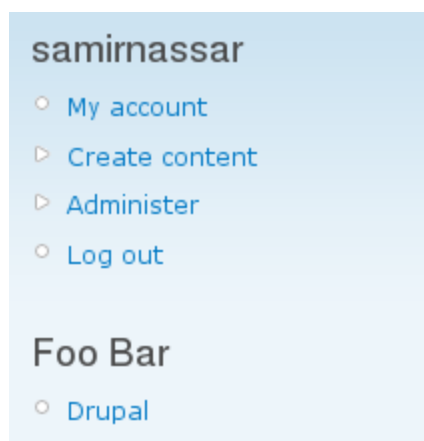 samirnassar
My account
Create content
Administer
Log out
Foo Bar
Drupal